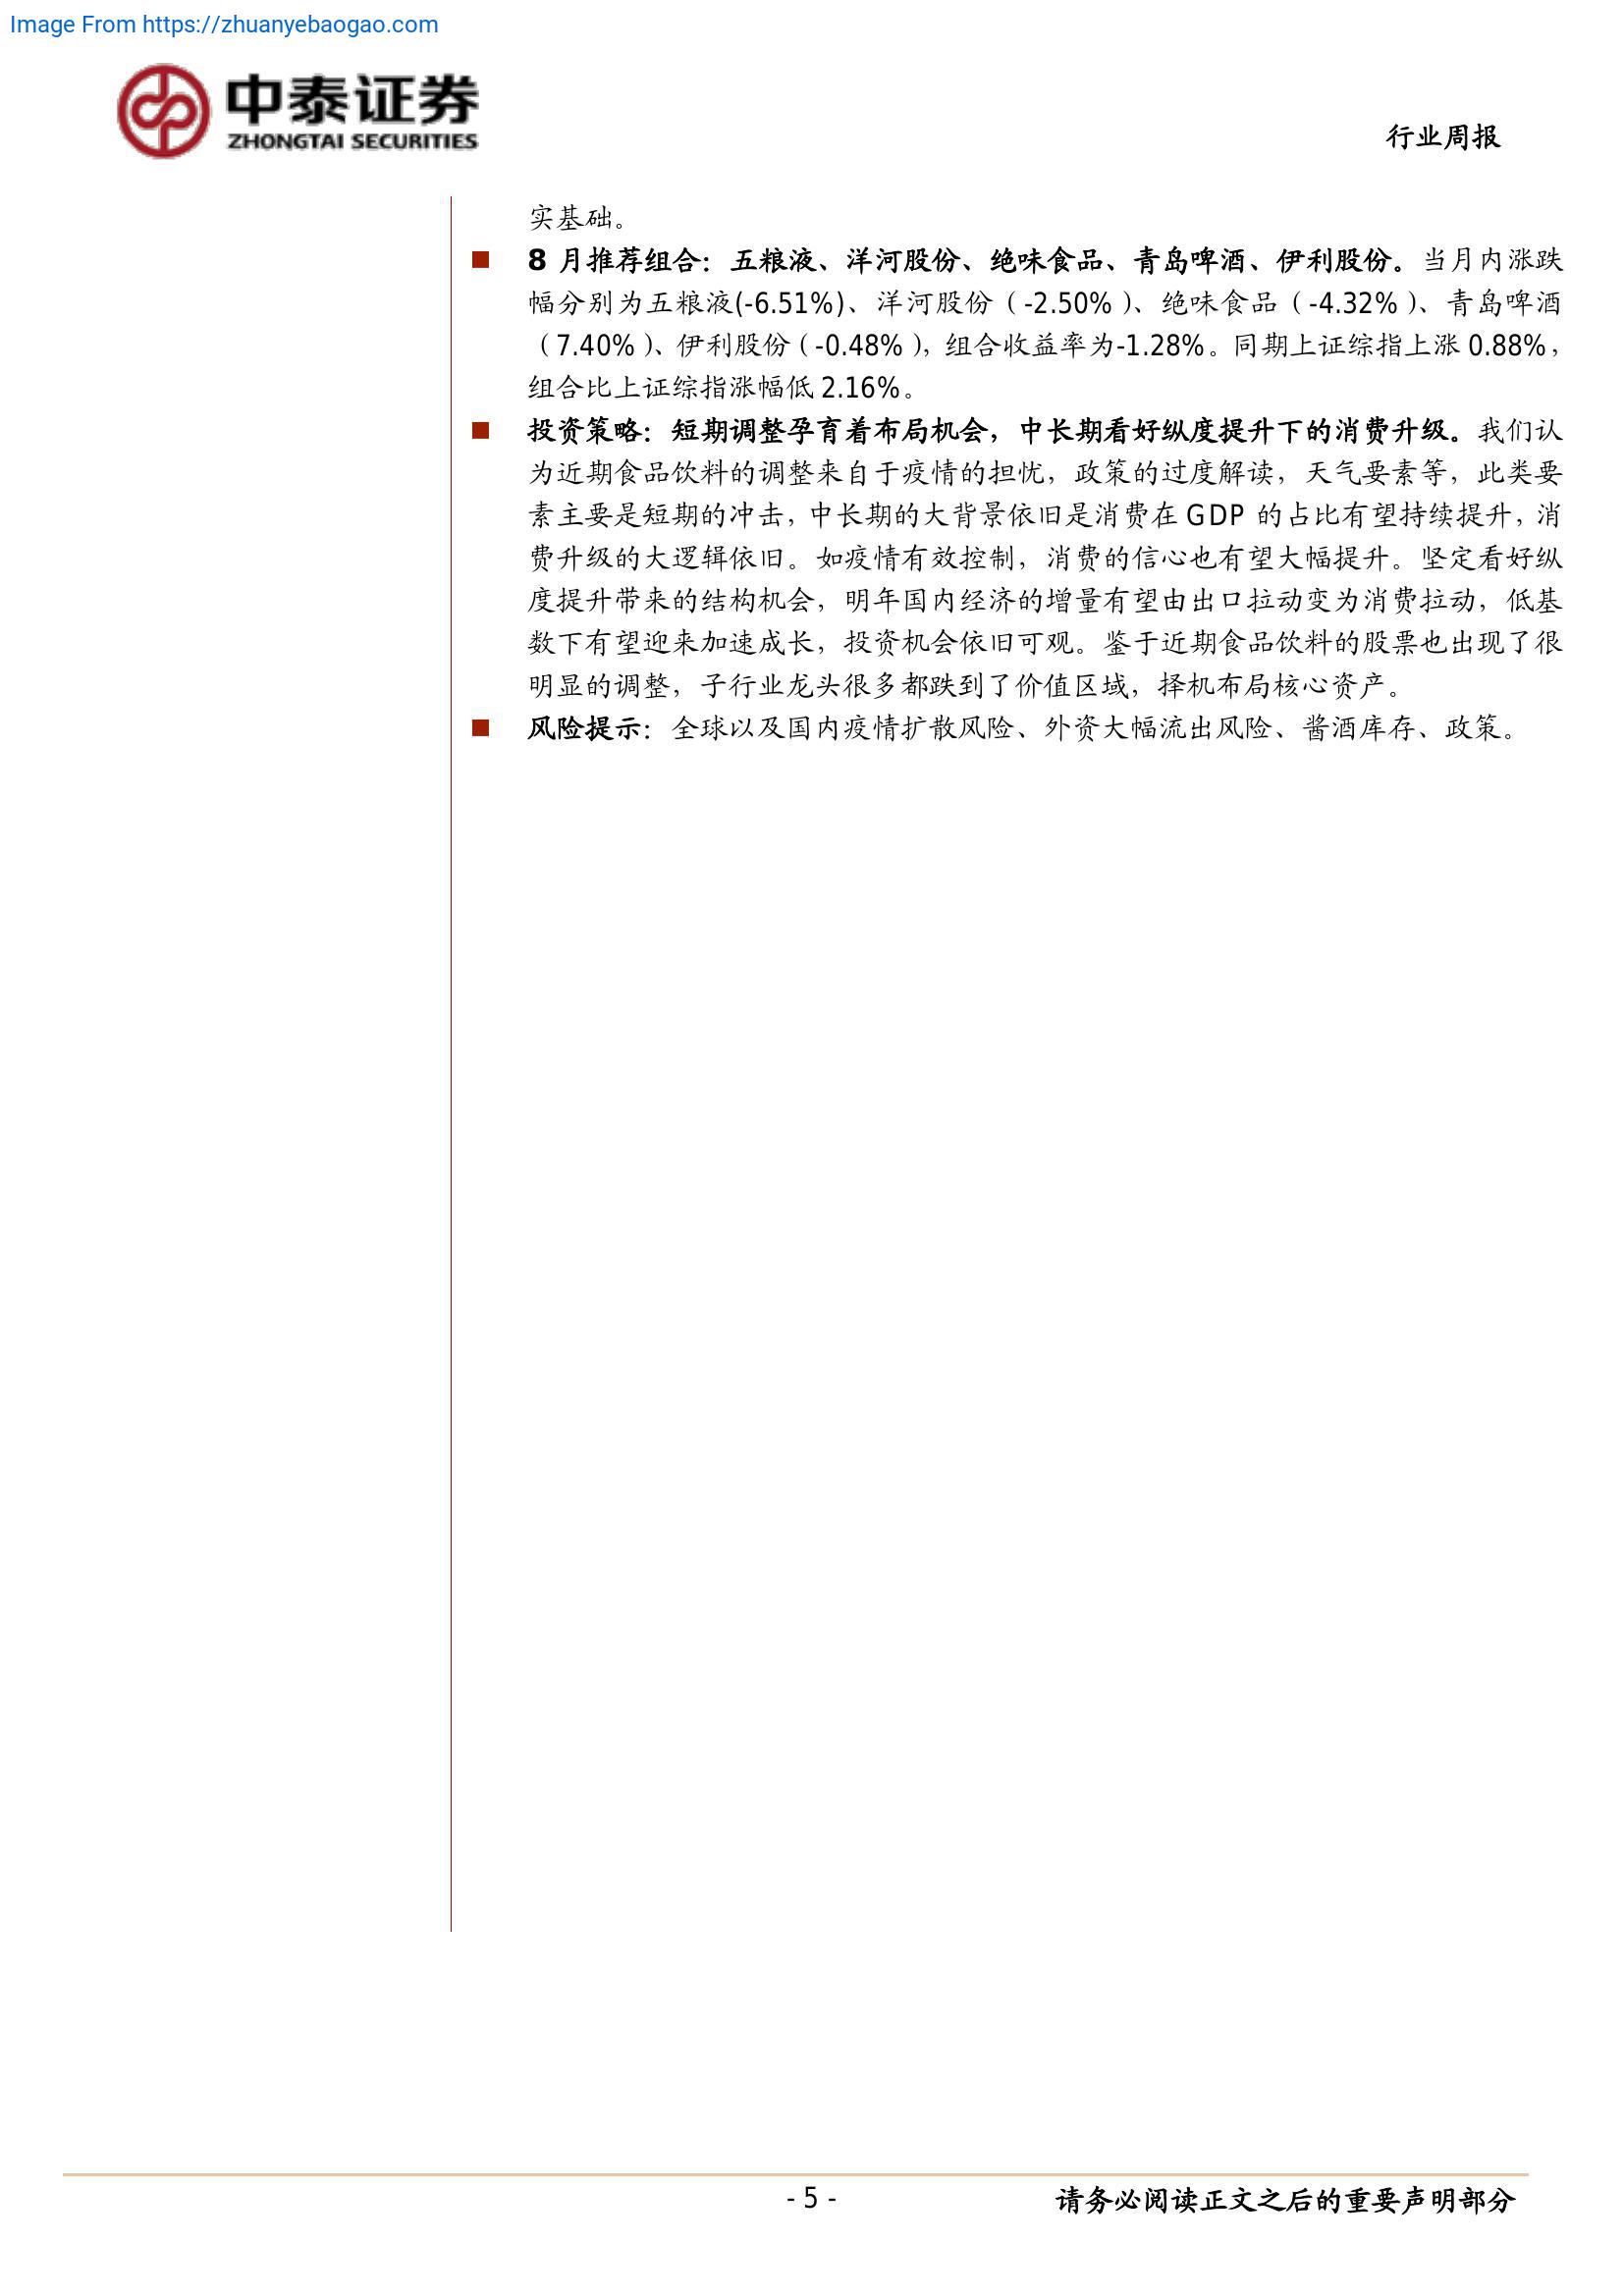 Image From https://zhuanyebaogao.com
中泰证券
ZHONGTAI SECURITIES
行业周报
实基础。
■ 8 月推荐组合：五粮液、洋河股份、绝味食品、青岛啤酒、伊利股份。当月内涨跌
幅分别为五粮液(-6.51%)、洋河股份（-2.50%）、绝味食品（-4.32%）、青岛啤酒
（7.40%）、伊利股份（-0.48%），组合收益率为-1.28%。同期上证综指上涨 0.88%，
组合比上证综指涨幅低 2.16%。
■ 投资策略：短期调整孕育着布局机会，中长期看好纵度提升下的消费升级。我们认
为近期食品饮料的调整来自于疫情的担忧，政策的过度解读，天气要素等，此类要
素主要是短期的冲击，中长期的大背景依旧是消费在 GDP 的占比有望持续提升，消
费升级的大逻辑依旧。如疫情有效控制，消费的信心也有望大幅提升。坚定看好纵
度提升带来的结构机会，明年国内经济的增量有望由出口拉动变为消费拉动，低基
数下有望迎来加速成长，投资机会依旧可观。鉴于近期食品饮料的股票也出现了很
明显的调整，子行业龙头很多都跌到了价值区域，择机布局核心资产。
■ 风险提示：全球以及国内疫情扩散风险、外资大幅流出风险、酱酒库存、政策。
- 5 -
请务必阅读正文之后的重要声明部分